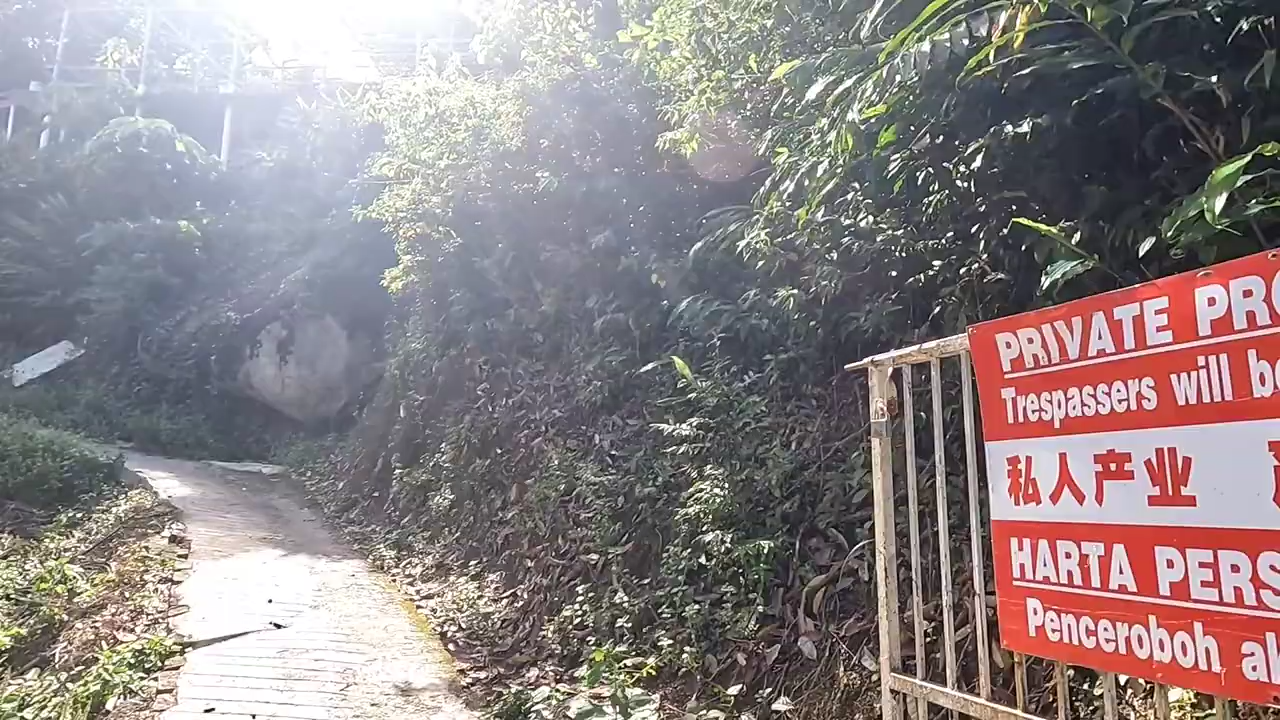 PRIVATE
Trespassers will
私人产业
HARTA
Penceroboh